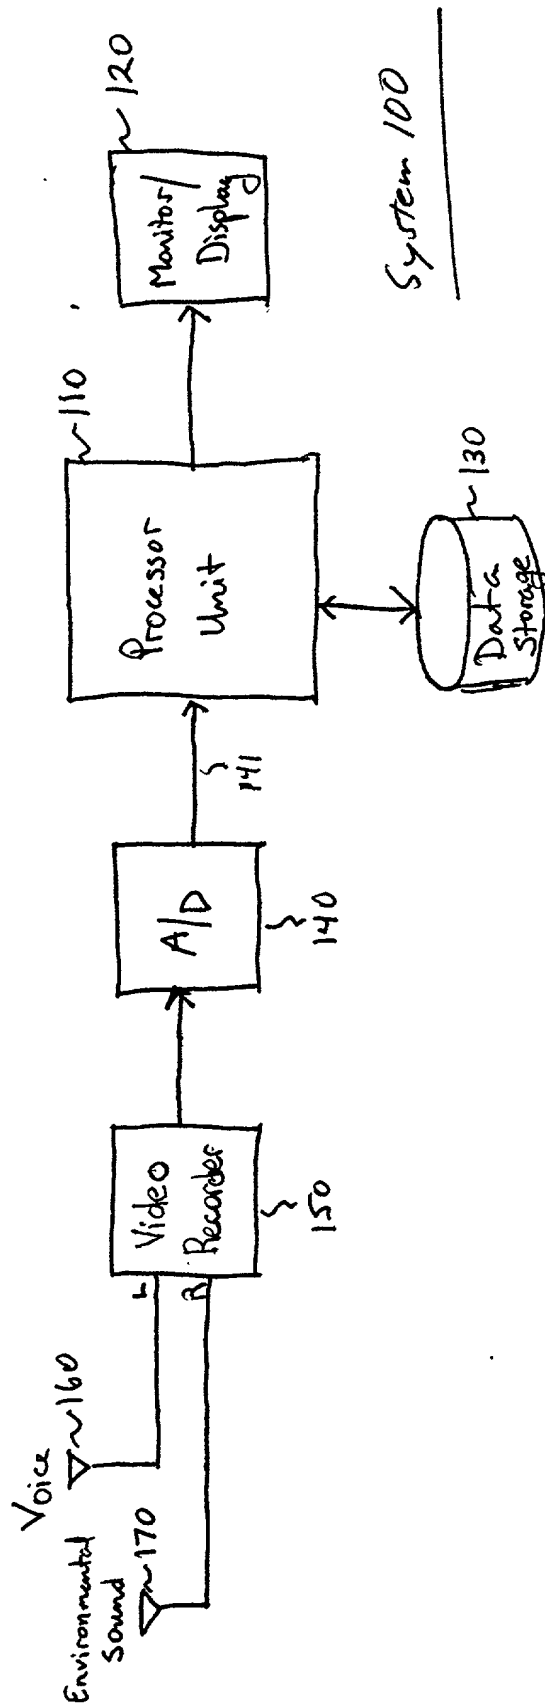 Environmental
Sound
170
Voice
160
L
R
Video
Recorder
150
A/D
140
141
Processor
Unit
110
Data
Storage
130
Monitor/
Display
120
System 100